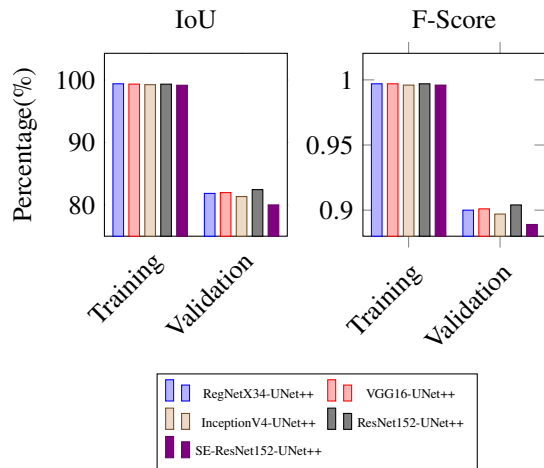 IoU
F-Score
Percentage(%)
100
90
80
1
0.95
0.9
Training
Validation
Training
Validation
RegNetX34-UNet++
VGG16-UNet++
InceptionV4-UNet++
ResNet152-UNet++
SE-ResNet152-UNet++